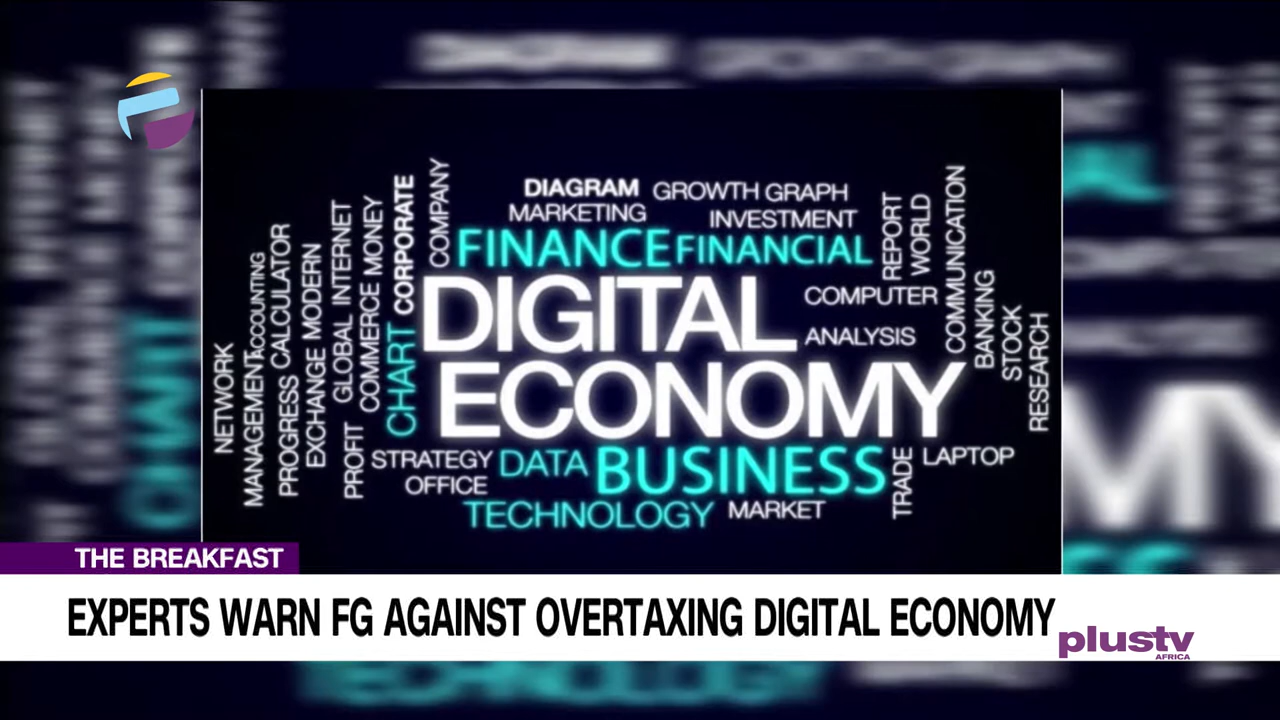 DIAGRAM GROWTH GRAPH
MARKETING INVESTMENT
FINANCE FINANCIAL
DIGITAL
ECONOMY
COMPUTER
ANALYSIS
NETWORK
MANAGEMENT ACCOUNTING
PROGRESS CALCULATOR
EXCHANGE MODERN
GLOBAL INTERNET
PROFIT
COMMERCE MONEY
CHART CORPORATE
COMPANY
REPORT
WORLD
COMMUNICATION
BANKING
STOCK
RESEARCH
STRATEGY DATA BUSINESS
OFFICE
TECHNOLOGY MARKET
TRADE
LAPTOP
THE BREAKFAST
EXPERTS WARN FG AGAINST OVERTAXING DIGITAL ECONOMY
plustv
AFRICA